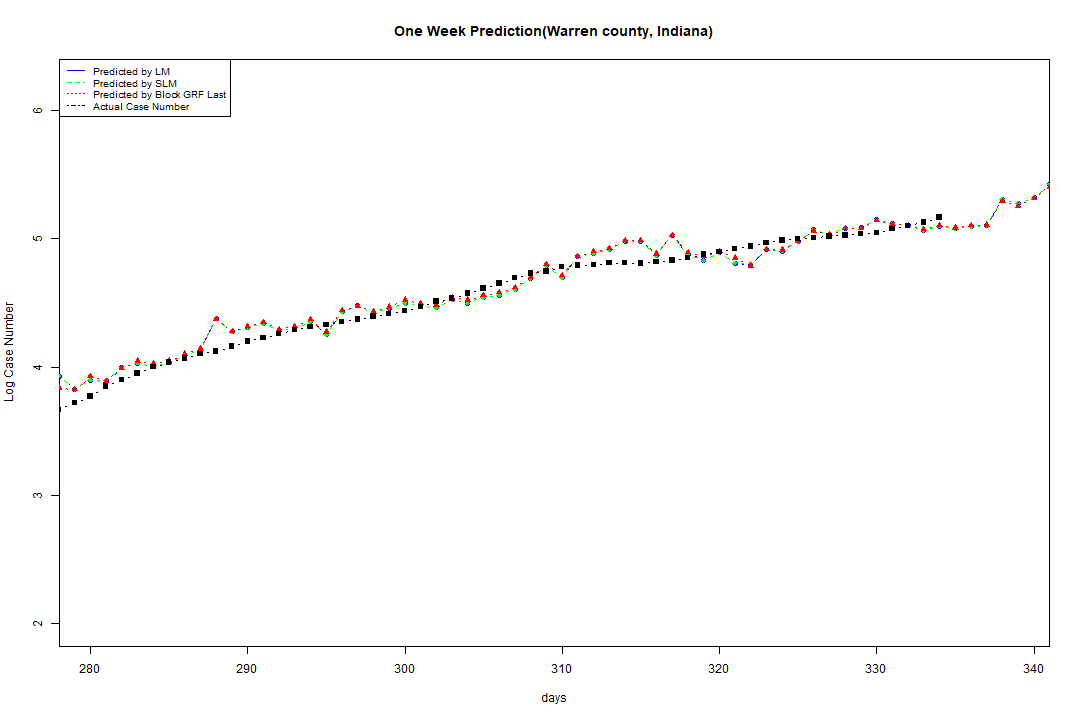 One Week Prediction(Warren county, Indiana)
Predicted by LM
Predicted by SLM
Predicted by Block GRF Last
Actual Case Number
6
5
4
3
2
Log Case Number
280 290 300 310 320 330 340
days